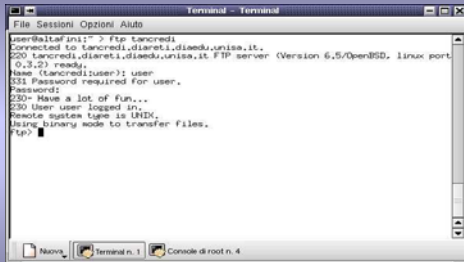 Terminal - Terminal
File Sessioni Opzioni Aiuto
user@altafini:~ > ftp tancredi
Connected to tancredi.diareti.diaedu.unisa.it.
220 tancredi.diareti.diaedu.unisa.it FTP server (Version 6.5/OpenBSD, linux port
0.3.2) ready.
Name (tancredi:user): user
331 Password required for user.
Password:
230- Have a lot of fun...
230 User user logged in.
Remote system type is UNIX.
Using binary mode to transfer files.
ftp>
Nuova Terminal n. 1 Console di root n. 4